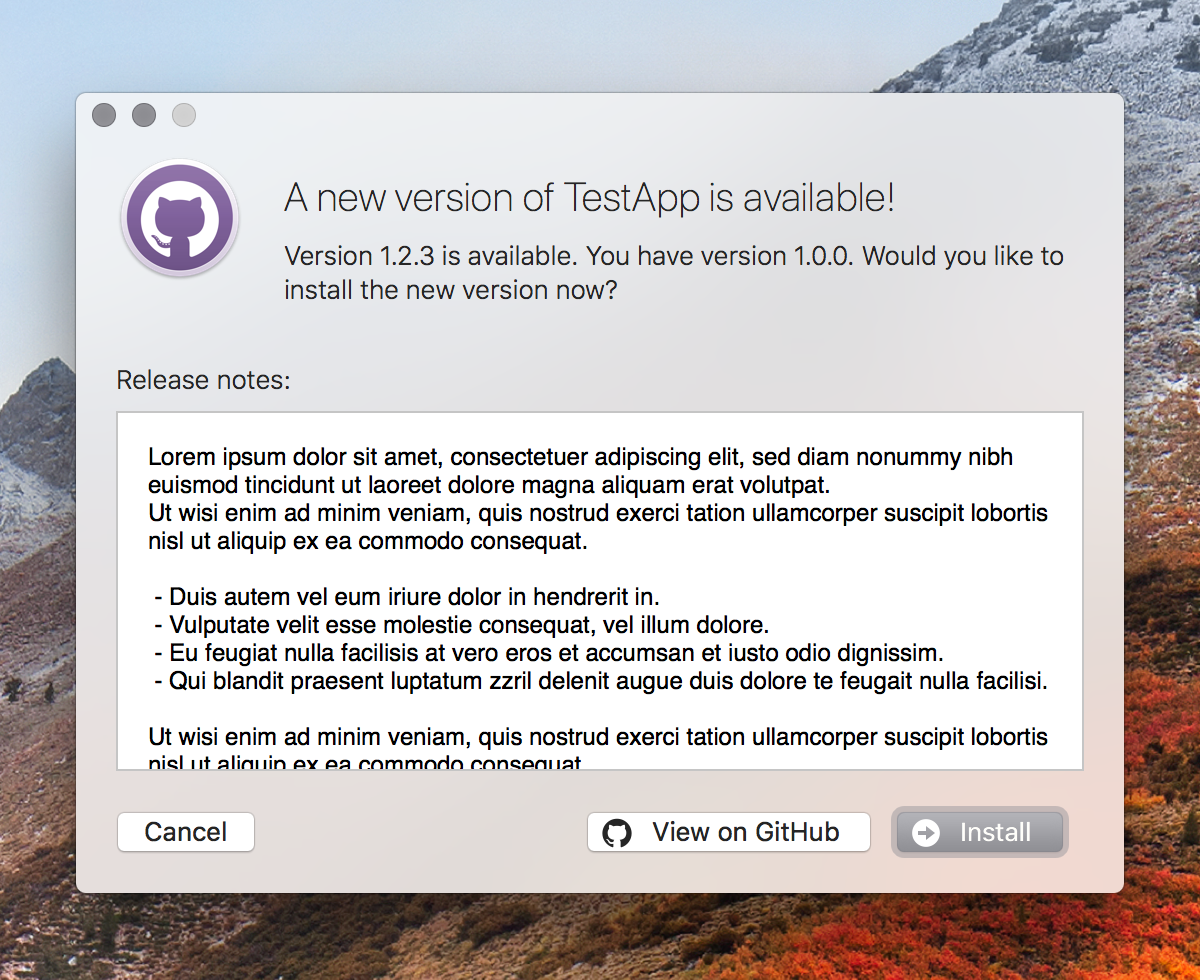 A new version of TestApp is available!
Version 1.2.3 is available. You have version 1.0.0. Would you like to
install the new version now?
Release notes:
Lorem ipsum dolor sit amet, consectetuer adipiscing elit, sed diam nonummy nibh
euismod tincidunt ut laoreet dolore magna aliquam erat volutpat.
Ut wisi enim ad minim veniam, quis nostrud exerci tation ullamcorper suscipit lobortis
nisl ut aliquip ex ea commodo consequat.
- Duis autem vel eum iriure dolor in hendrerit in.
- Vulputate velit esse molestie consequat, vel illum dolore.
- Eu feugiat nulla facilisis at vero eros et accumsan et iusto odio dignissim.
- Qui blandit praesent luptatum zzril delenit augue duis dolore te feugait nulla facilisi.
Ut wisi enim ad minim veniam, quis nostrud exerci tation ullamcorper suscipit lobortis
nisl ut aliquip ex ea commodo consequat.
Cancel
View on GitHub
Install